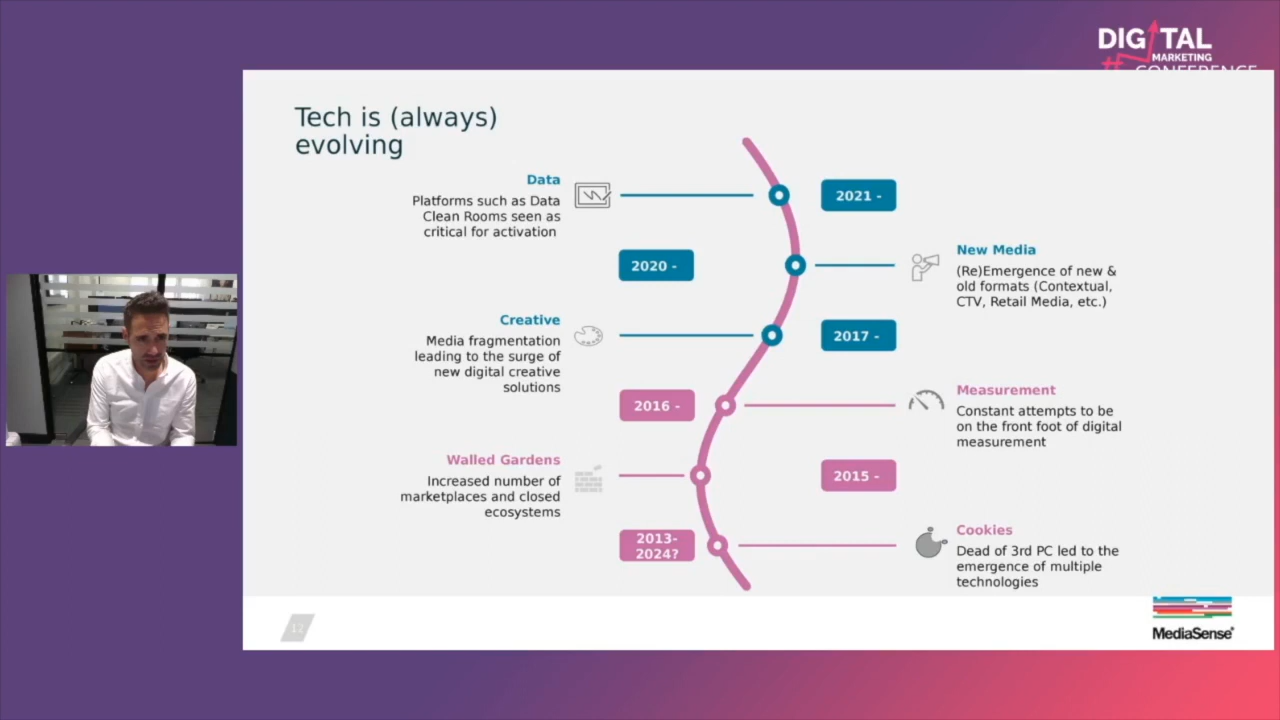 DIGITAL
MARKETING
#CONFERENCE
Tech is (always)
evolving
Data
Platforms such as Data
Clean Rooms seen as
critical for activation
2021 -
2020 -
New Media
(Re)Emergence of new &
old formats (Contextual,
CTV, Retail Media, etc.)
Creative
Media fragmentation
leading to the surge of
new digital creative
solutions
2017 -
2016 -
Measurement
Constant attempts to be
on the front foot of digital
measurement
Walled Gardens
Increased number of
marketplaces and closed
ecosystems
2015 -
2013-
2024?
Cookies
Dead of 3rd PC led to the
emergence of multiple
technologies
17
MediaSense